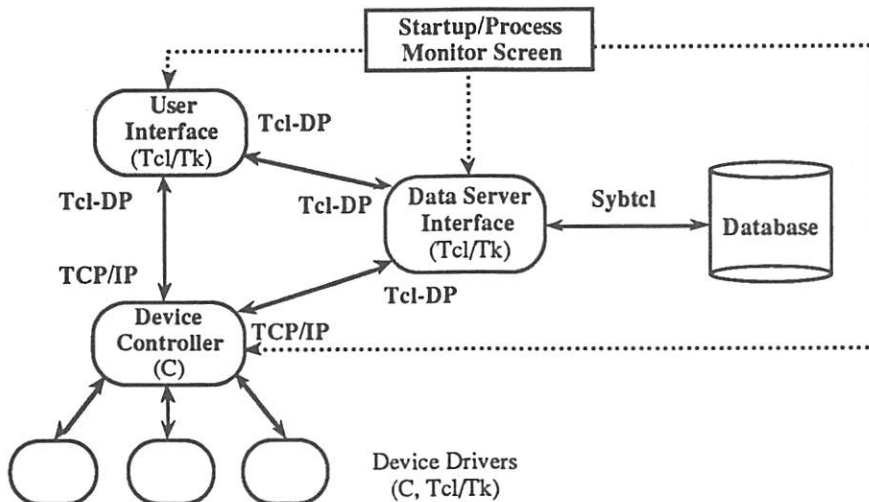 Startup/Process
Monitor Screen
User
Interface
(Tcl/Tk)
Tcl-DP
Tcl-DP
Tcl-DP
Data Server
Interface
(Tcl/Tk)
Sybtcl
Database
TCP/IP
Tcl-DP
Device
Controller
(C)
TCP/IP
Device Drivers
(C, Tcl/Tk)